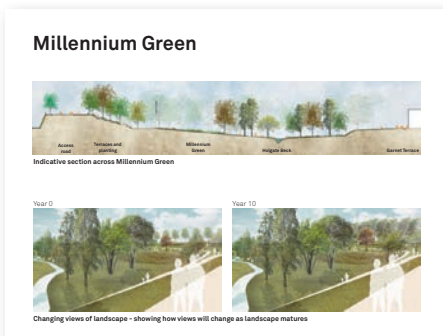 Millennium Green
Access road
Terraces and planting
Millennium Green
Holgate Beck
Garnet Terrace
Indicative section across Millennium Green
Year 0
Year 10
Changing views of landscape - showing how views will change as landscape matures